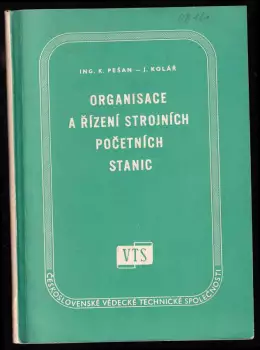 ING. K. PEŠAN — J. KOLÁŘ
ORGANISACE
A ŘÍZENÍ STROJNÍCH
POČETNÍCH
STANIC
VTS
ČESKOSLOVENSKÉ VĚDECKÉ TECHNICKÉ SPOLEČNOSTI